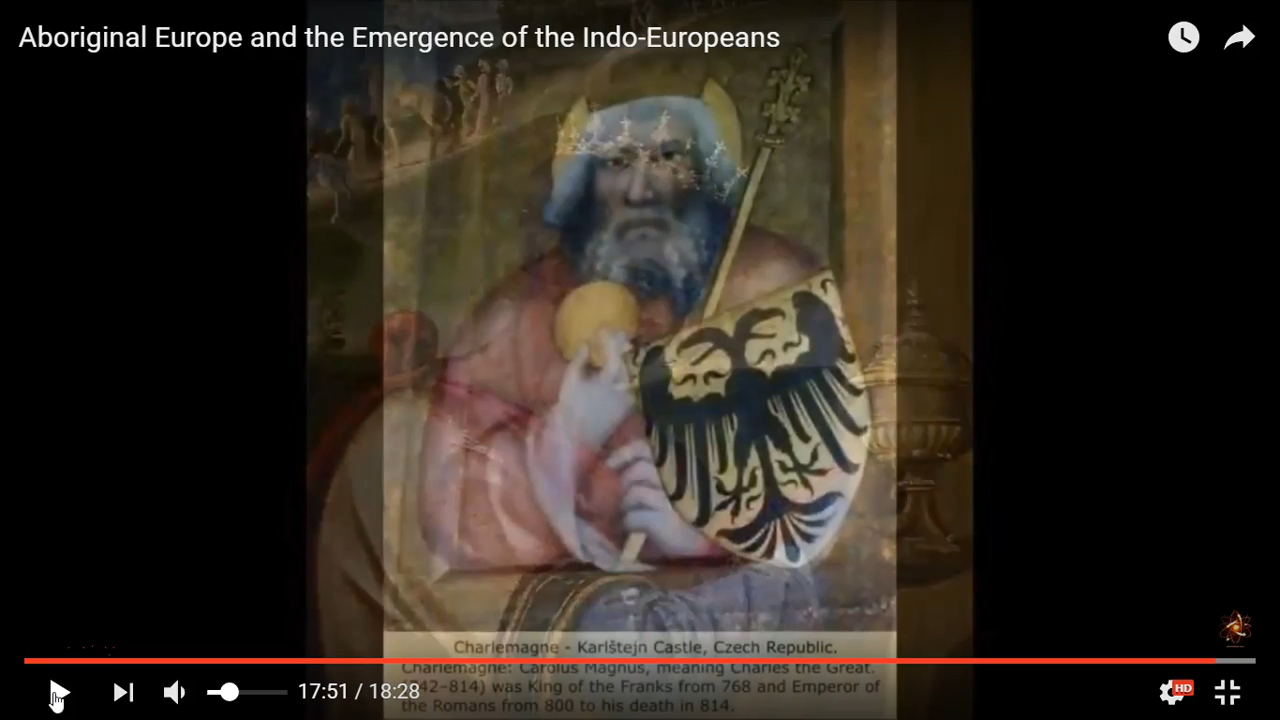 Aboriginal Europe and the Emergence of the Indo-Europeans
Charlemagne - Karlštejn Castle, Czech Republic.
Charlemagne: Carolus Magnus, meaning Charles the Great.
42–814) was King of the Franks from 768 and Emperor of
the Romans from 800 to his death in 814.
17:51 / 18:28
HD